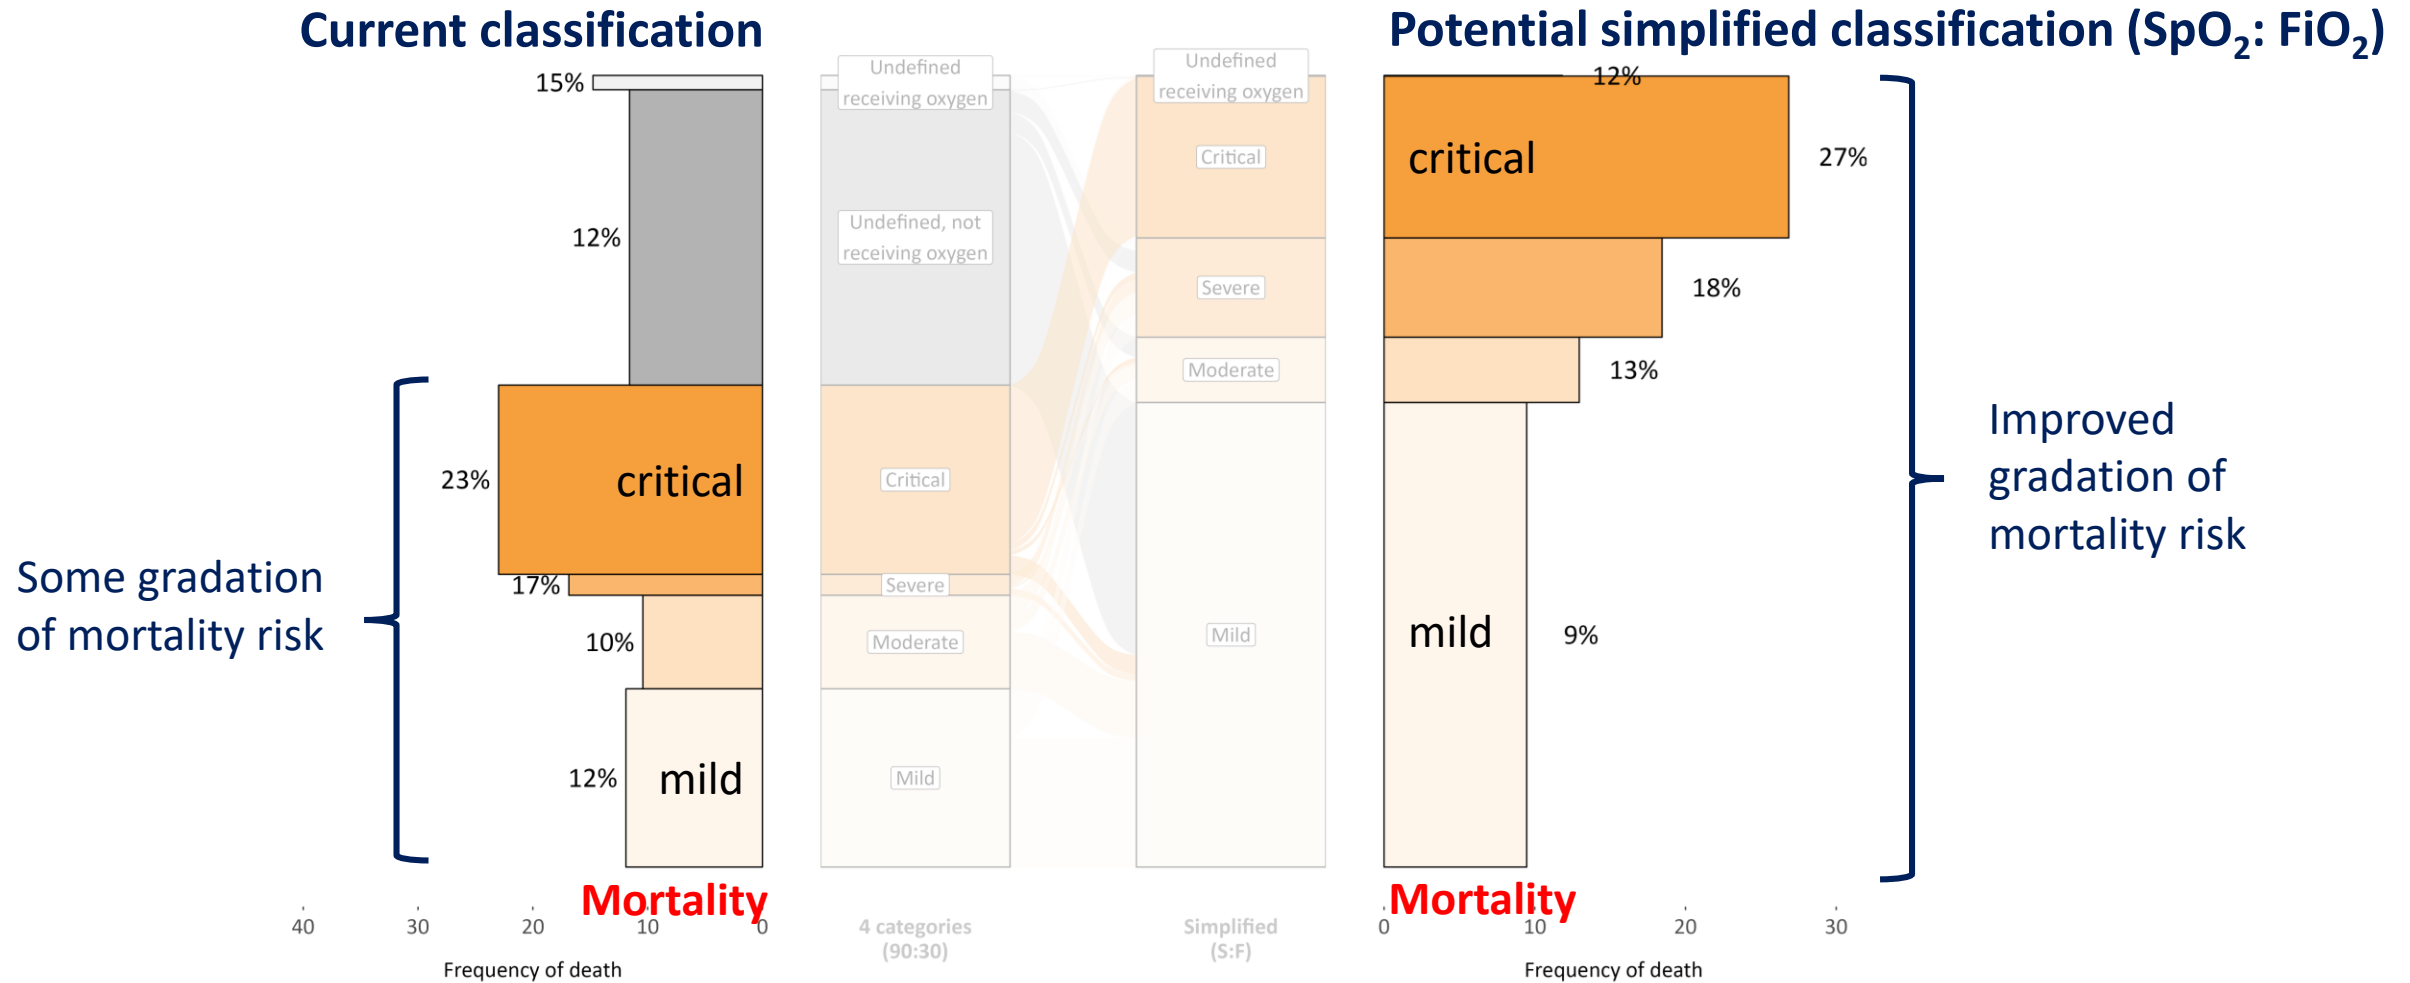 Current classification
Potential simplified classification (SpO₂: FiO₂)
15%
12%
23%
critical
17%
10%
12%
mild
Some gradation
of mortality risk
Mortality
40
30
20
10
0
Frequency of death
Undefined
receiving oxygen
Undefined, not
receiving oxygen
Critical
Severe
Moderate
Mild
4 categories
(90:30)
Undefined
receiving oxygen
Critical
Severe
Moderate
Mild
Simplified
(S:F)
12%
critical
27%
18%
13%
mild
9%
Improved
gradation of
mortality risk
Mortality
0
10
20
30
Frequency of death